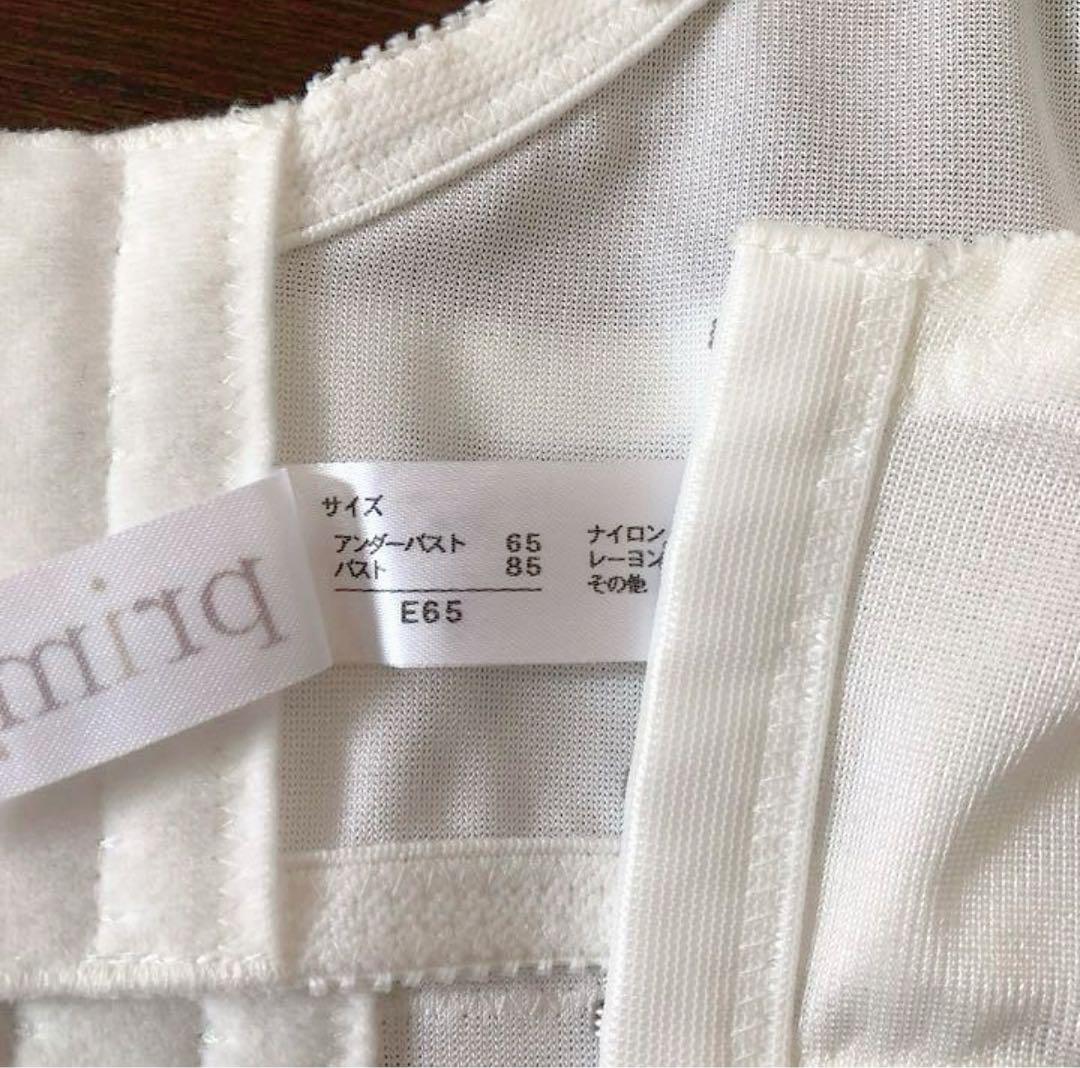 サイズ
アンダーバスト 65
バスト 85
E65
ナイロン
レーヨン
その他
prim